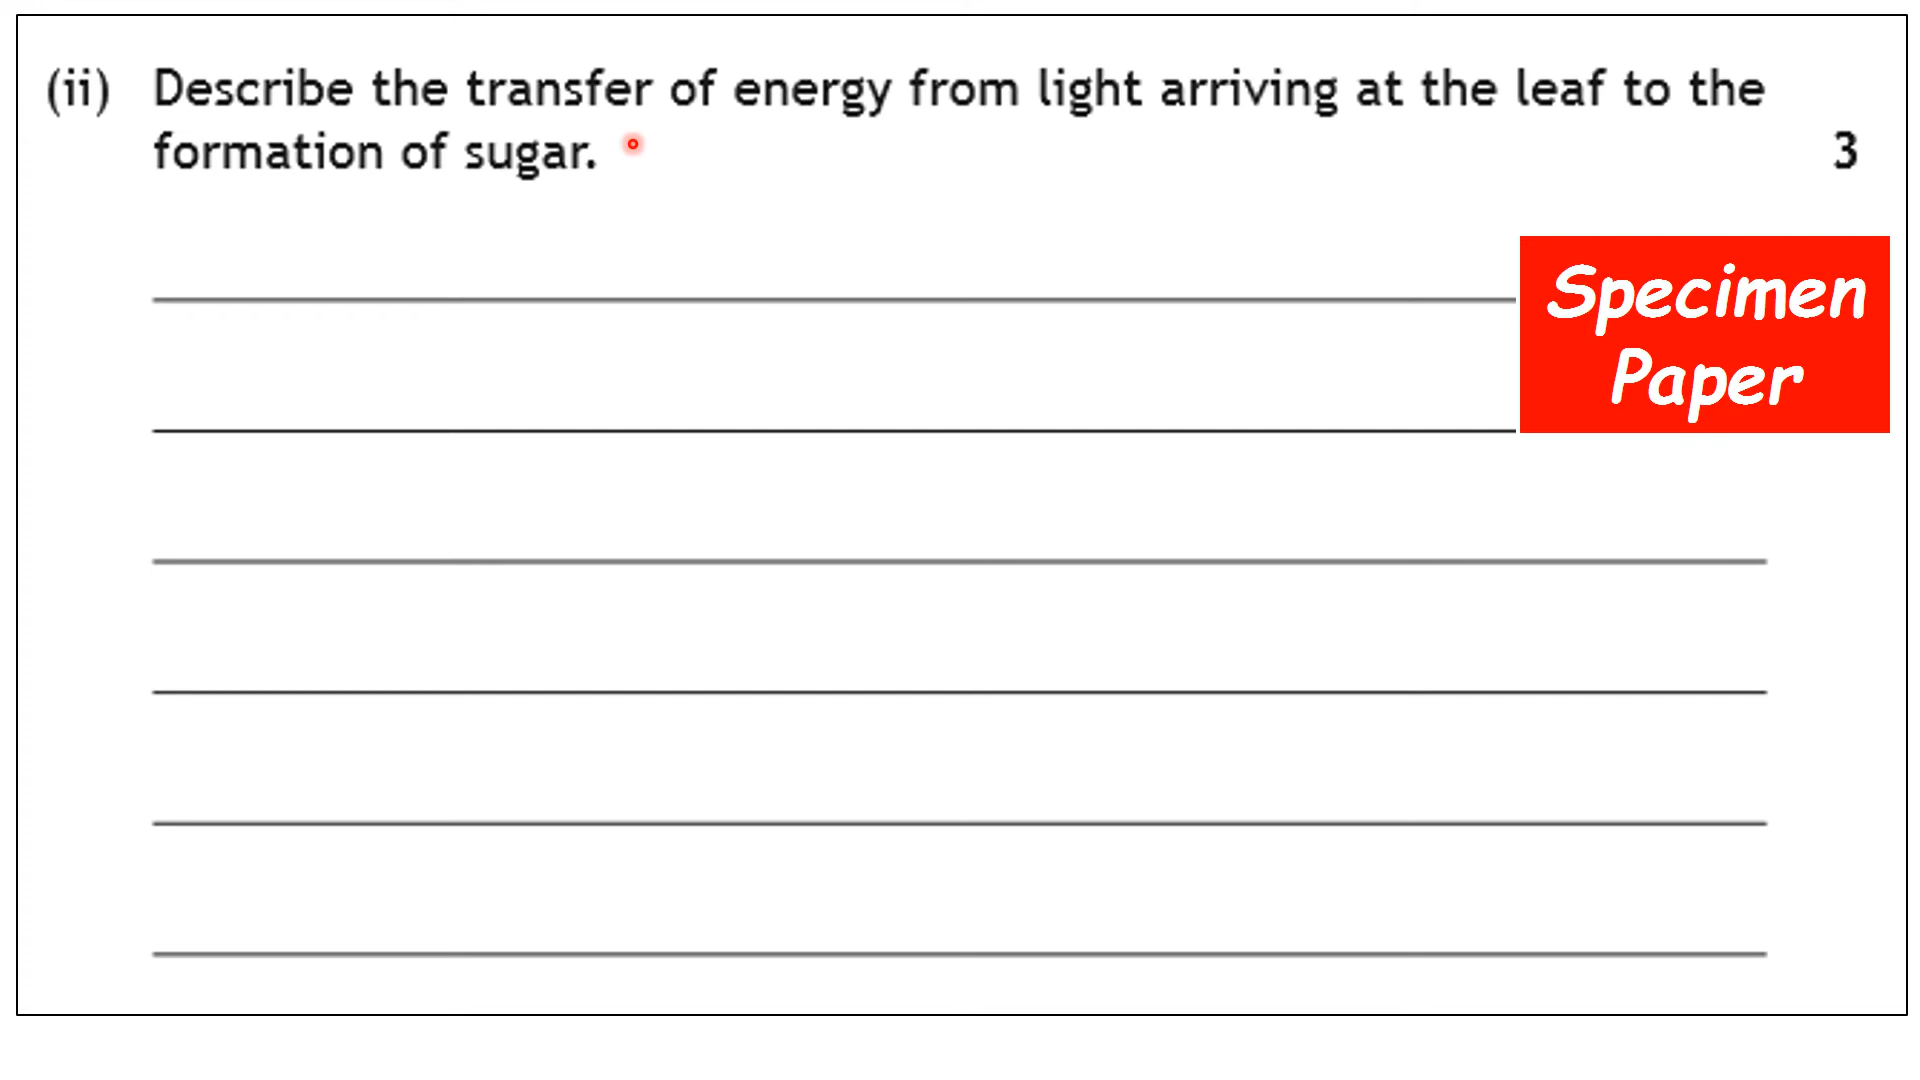 (ii) Describe the transfer of energy from light arriving at the leaf to the
formation of sugar. 3
Specimen
Paper